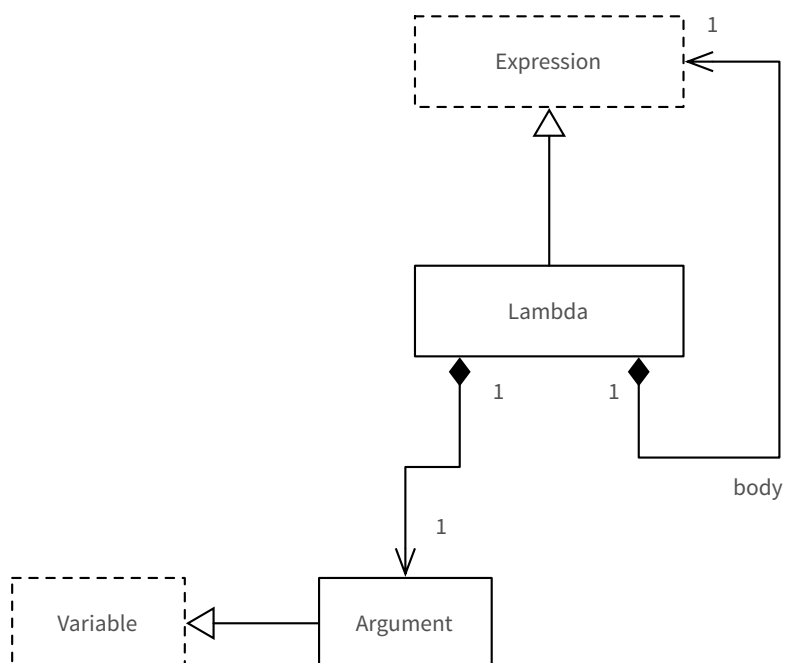 1
Expression
Lambda
1
1
body
1
Variable
Argument